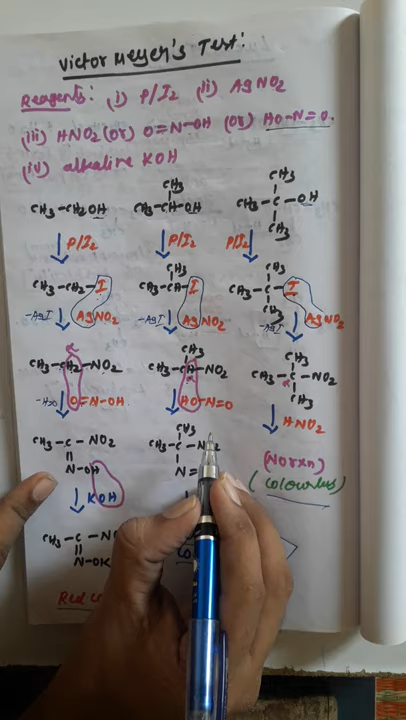 Victor Meyer's Test:
Reagents: (i) P/I2 (ii) AgNO2
(iii) HNO2 (or) O=N-OH (or) HO-N=O.
(iv) alkaline KOH
CH3
CH3
CH3-CH2OH CH3-CH-OH CH3-C-OH
CH3
P/I2 P/I2 P/I2
CH3 CH3
CH3-CH2-I CH3-CH-I CH3-C-I
CH3
-AgI AgNO2 -AgI AgNO2 -AgI AgNO2
CH3 CH3
CH3-CH2-NO2 CH3-CH-NO2 CH3-C-NO2
CH3
-H2O O=N-OH HO-N=O HNO2
CH3
CH3-C-NO2 CH3-C-NO2 (No rxn)
N-OH N= (colourless)
KOH
CH3-C-
N-OK
Red